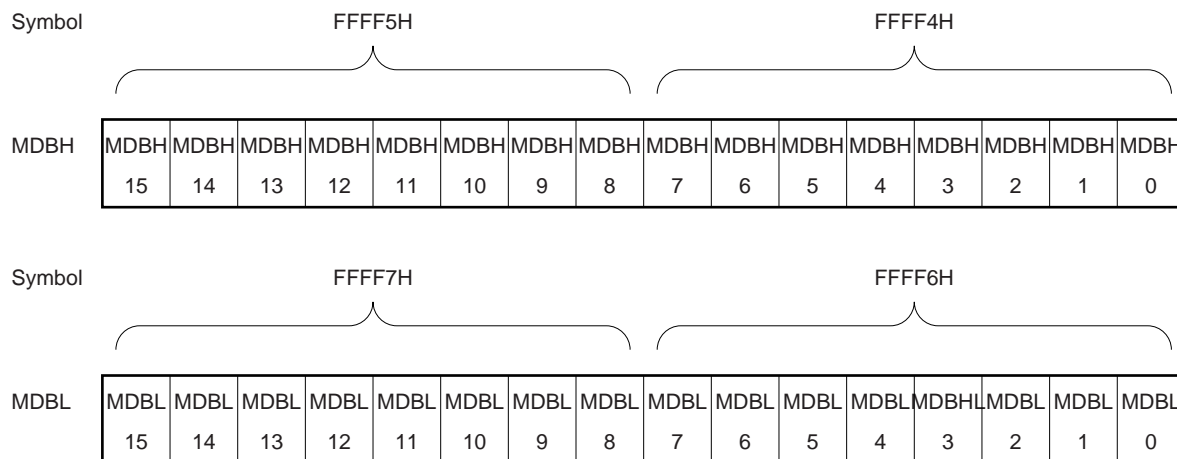 Symbol FFFF5H FFFF4H
MDBH MDBH MDBH MDBH MDBH MDBH MDBH MDBH MDBH MDBH MDBH MDBH MDBH MDBH MDBH MDBH MDBH
15 14 13 12 11 10 9 8 7 6 5 4 3 2 1 0
Symbol FFFF7H FFFF6H
MDBL MDBL MDBL MDBL MDBL MDBL MDBL MDBL MDBL MDBL MDBL MDBL MDBL MDBHL MDBL MDBL MDBL
15 14 13 12 11 10 9 8 7 6 5 4 3 2 1 0